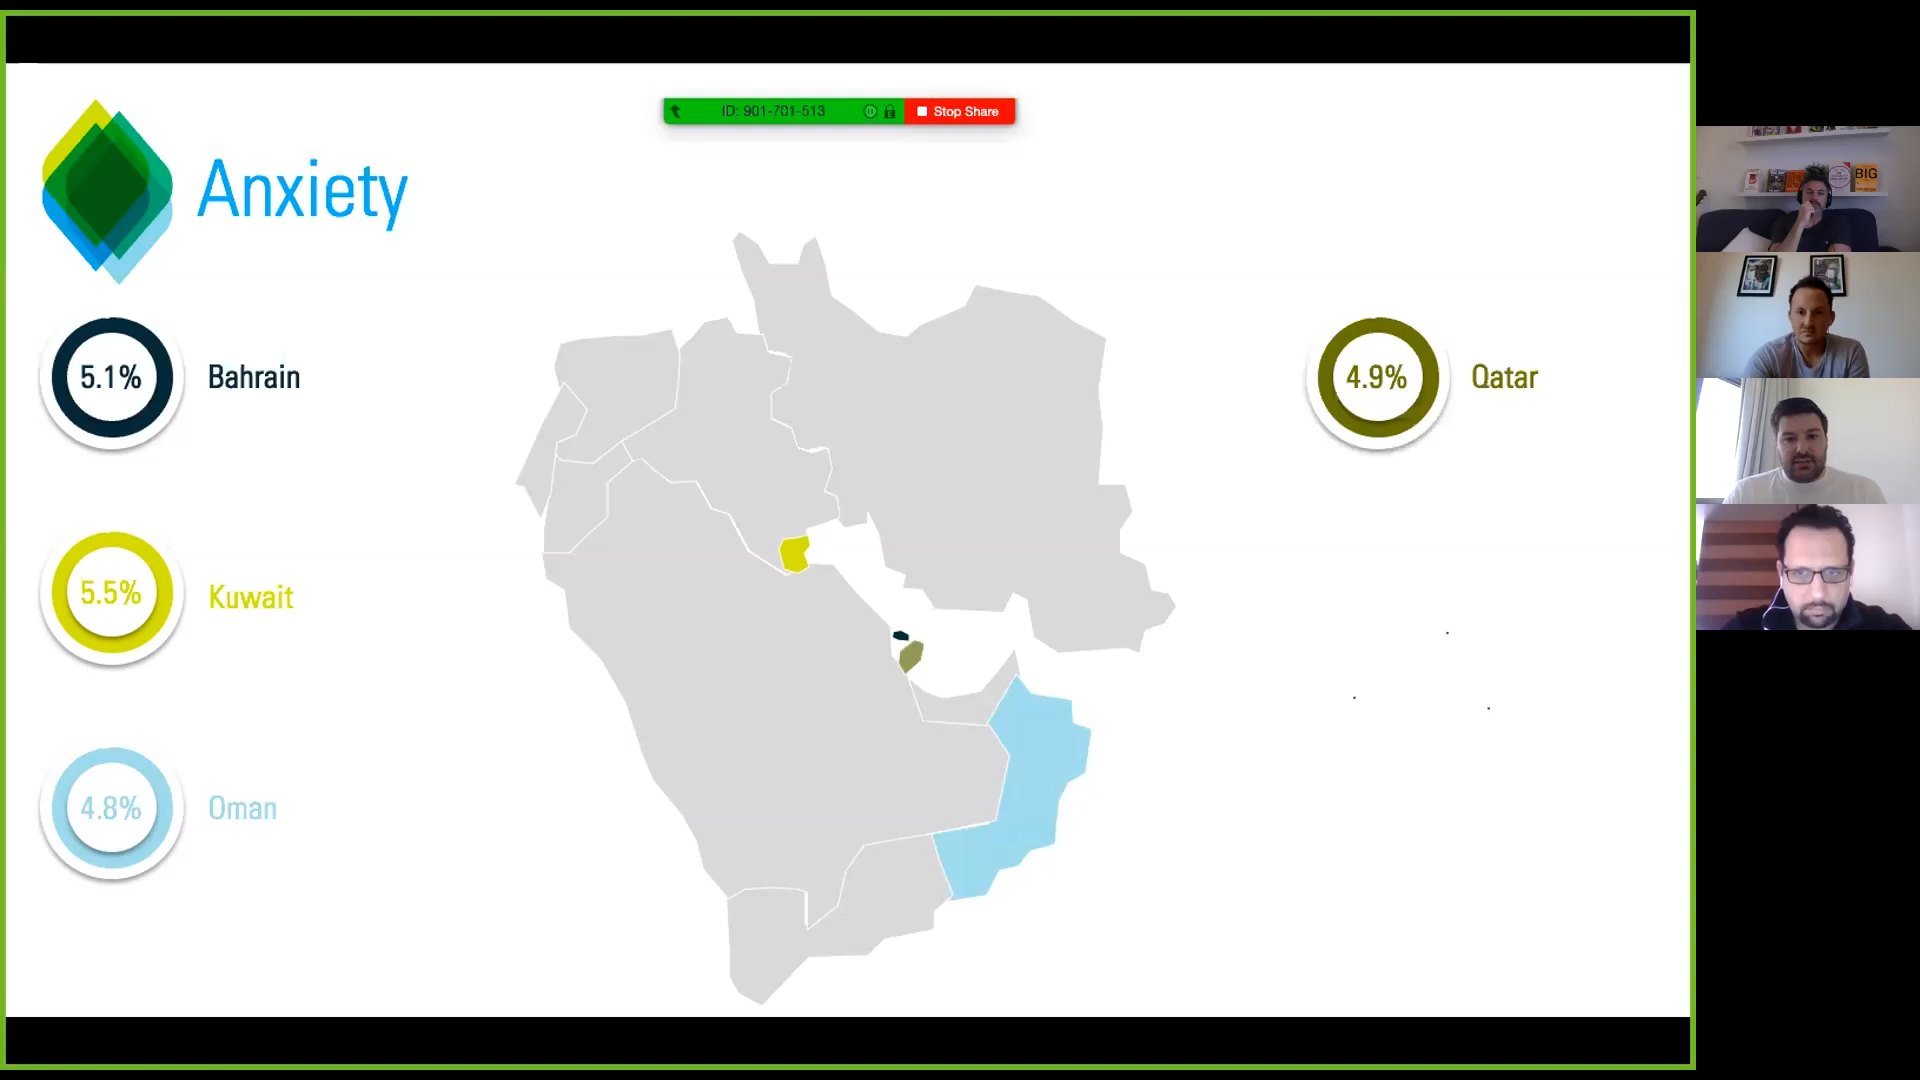 ID: 901-701-513
Stop Share
Anxiety
5.1%
Bahrain
4.9%
Qatar
5.5%
Kuwait
4.8%
Oman
BIG